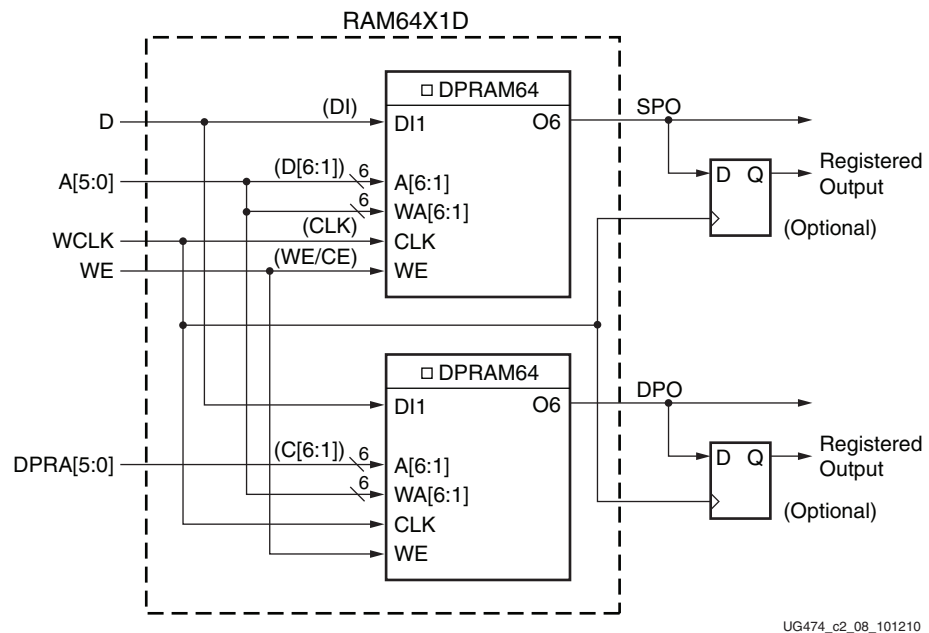 RAM64X1D
□ DPRAM64
D
(DI)
DI1
O6
SPO
A[5:0]
(D[6:1])
6
A[6:1]
6
WA[6:1]
WCLK
(CLK)
CLK
WE
(WE/CE)
WE
D Q
Registered
Output
(Optional)
□ DPRAM64
DI1
O6
DPO
DPRA[5:0]
(C[6:1])
6
A[6:1]
6
WA[6:1]
CLK
WE
D Q
Registered
Output
(Optional)
UG474_c2_08_101210